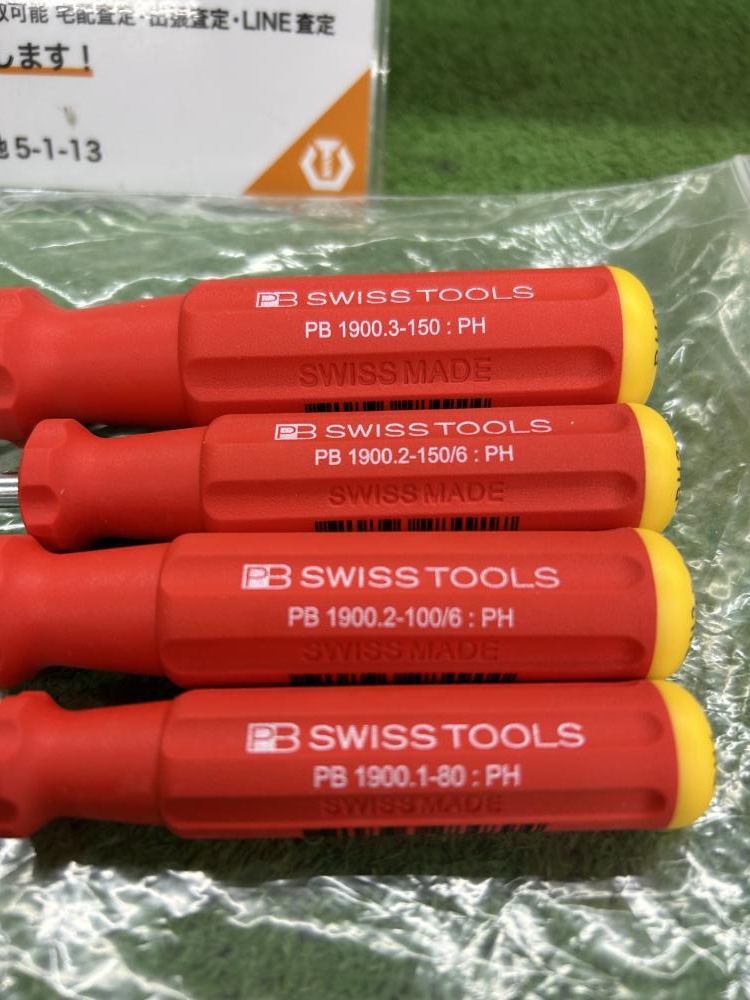 取可能 宅配査定・出張査定・LINE査定
します！
5-1-13
PB SWISS TOOLS
PB 1900.3-150 : PH
SWISS MADE
PB SWISS TOOLS
PB 1900.2-150/6 : PH
SWISS MADE
PB SWISS TOOLS
PB 1900.2-100/6 : PH
SWISS MADE
PB SWISS TOOLS
PB 1900.1-80 : PH
SWISS MADE